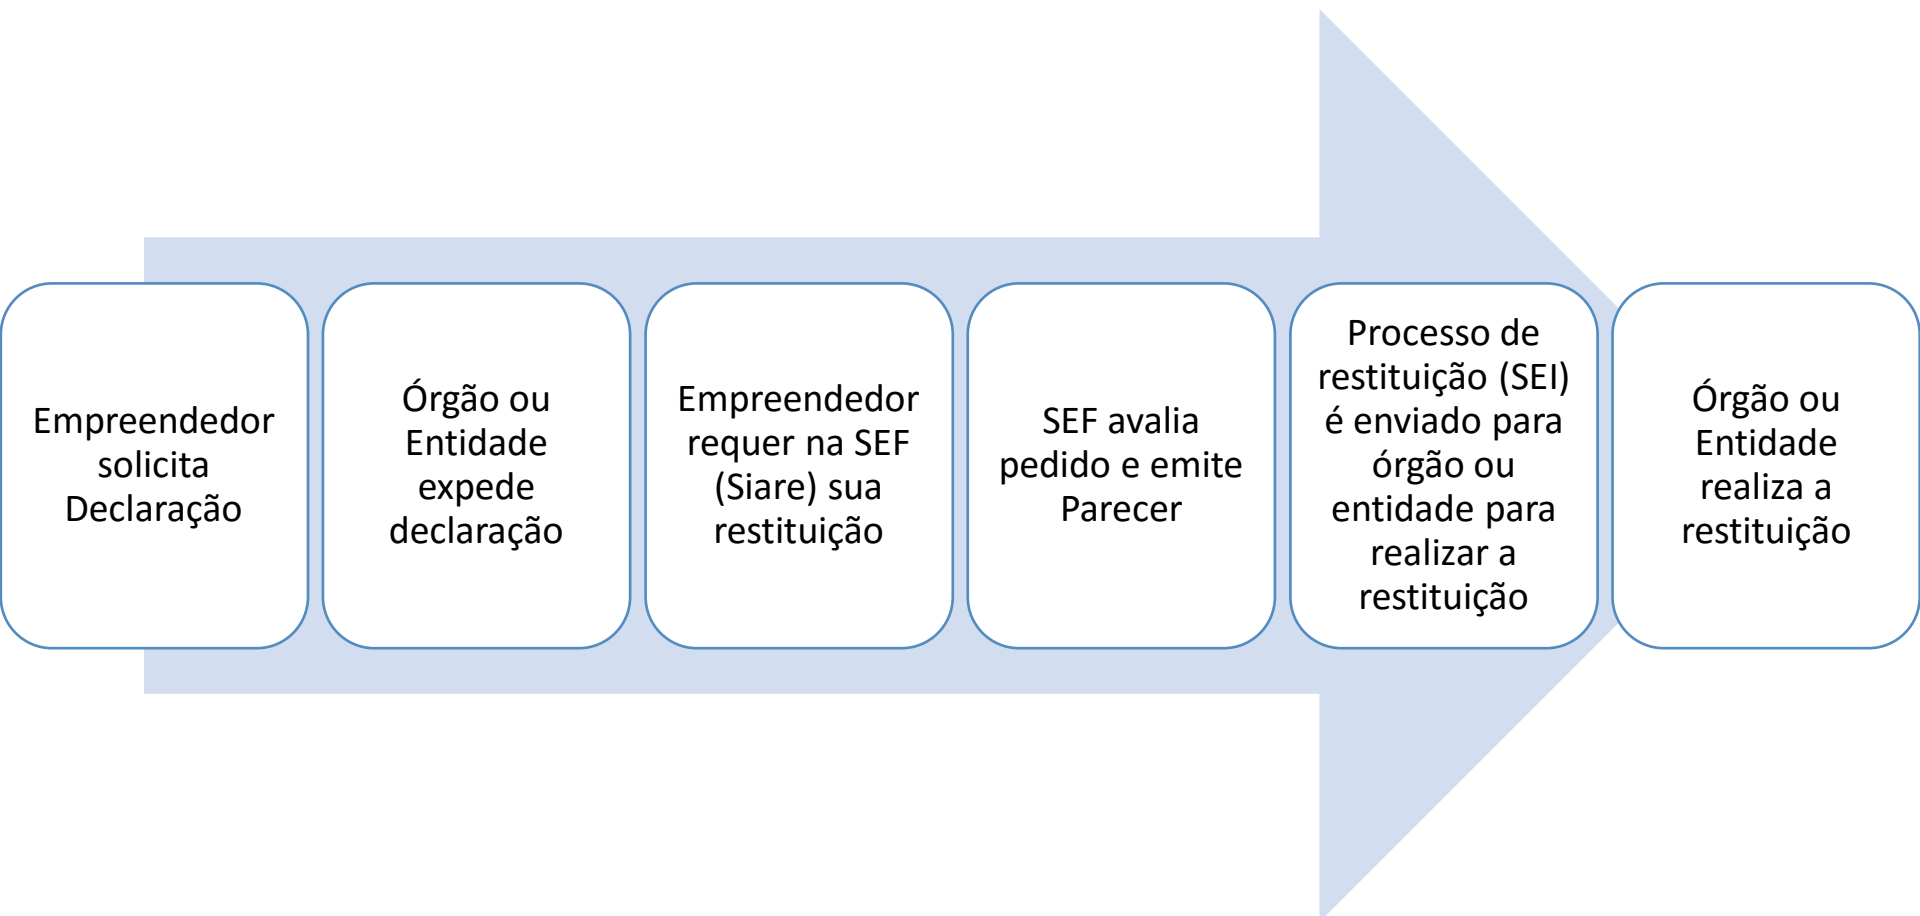 Empreendedor
solicita
Declaração
Órgão ou
Entidade
expede
declaração
Empreendedor
requer na SEF
(Siare) sua
restituição
SEF avalia
pedido e emite
Parecer
Processo de
restituição (SEI)
é enviado para
órgão ou
entidade para
realizar a
restituição
Órgão ou
Entidade
realiza a
restituição